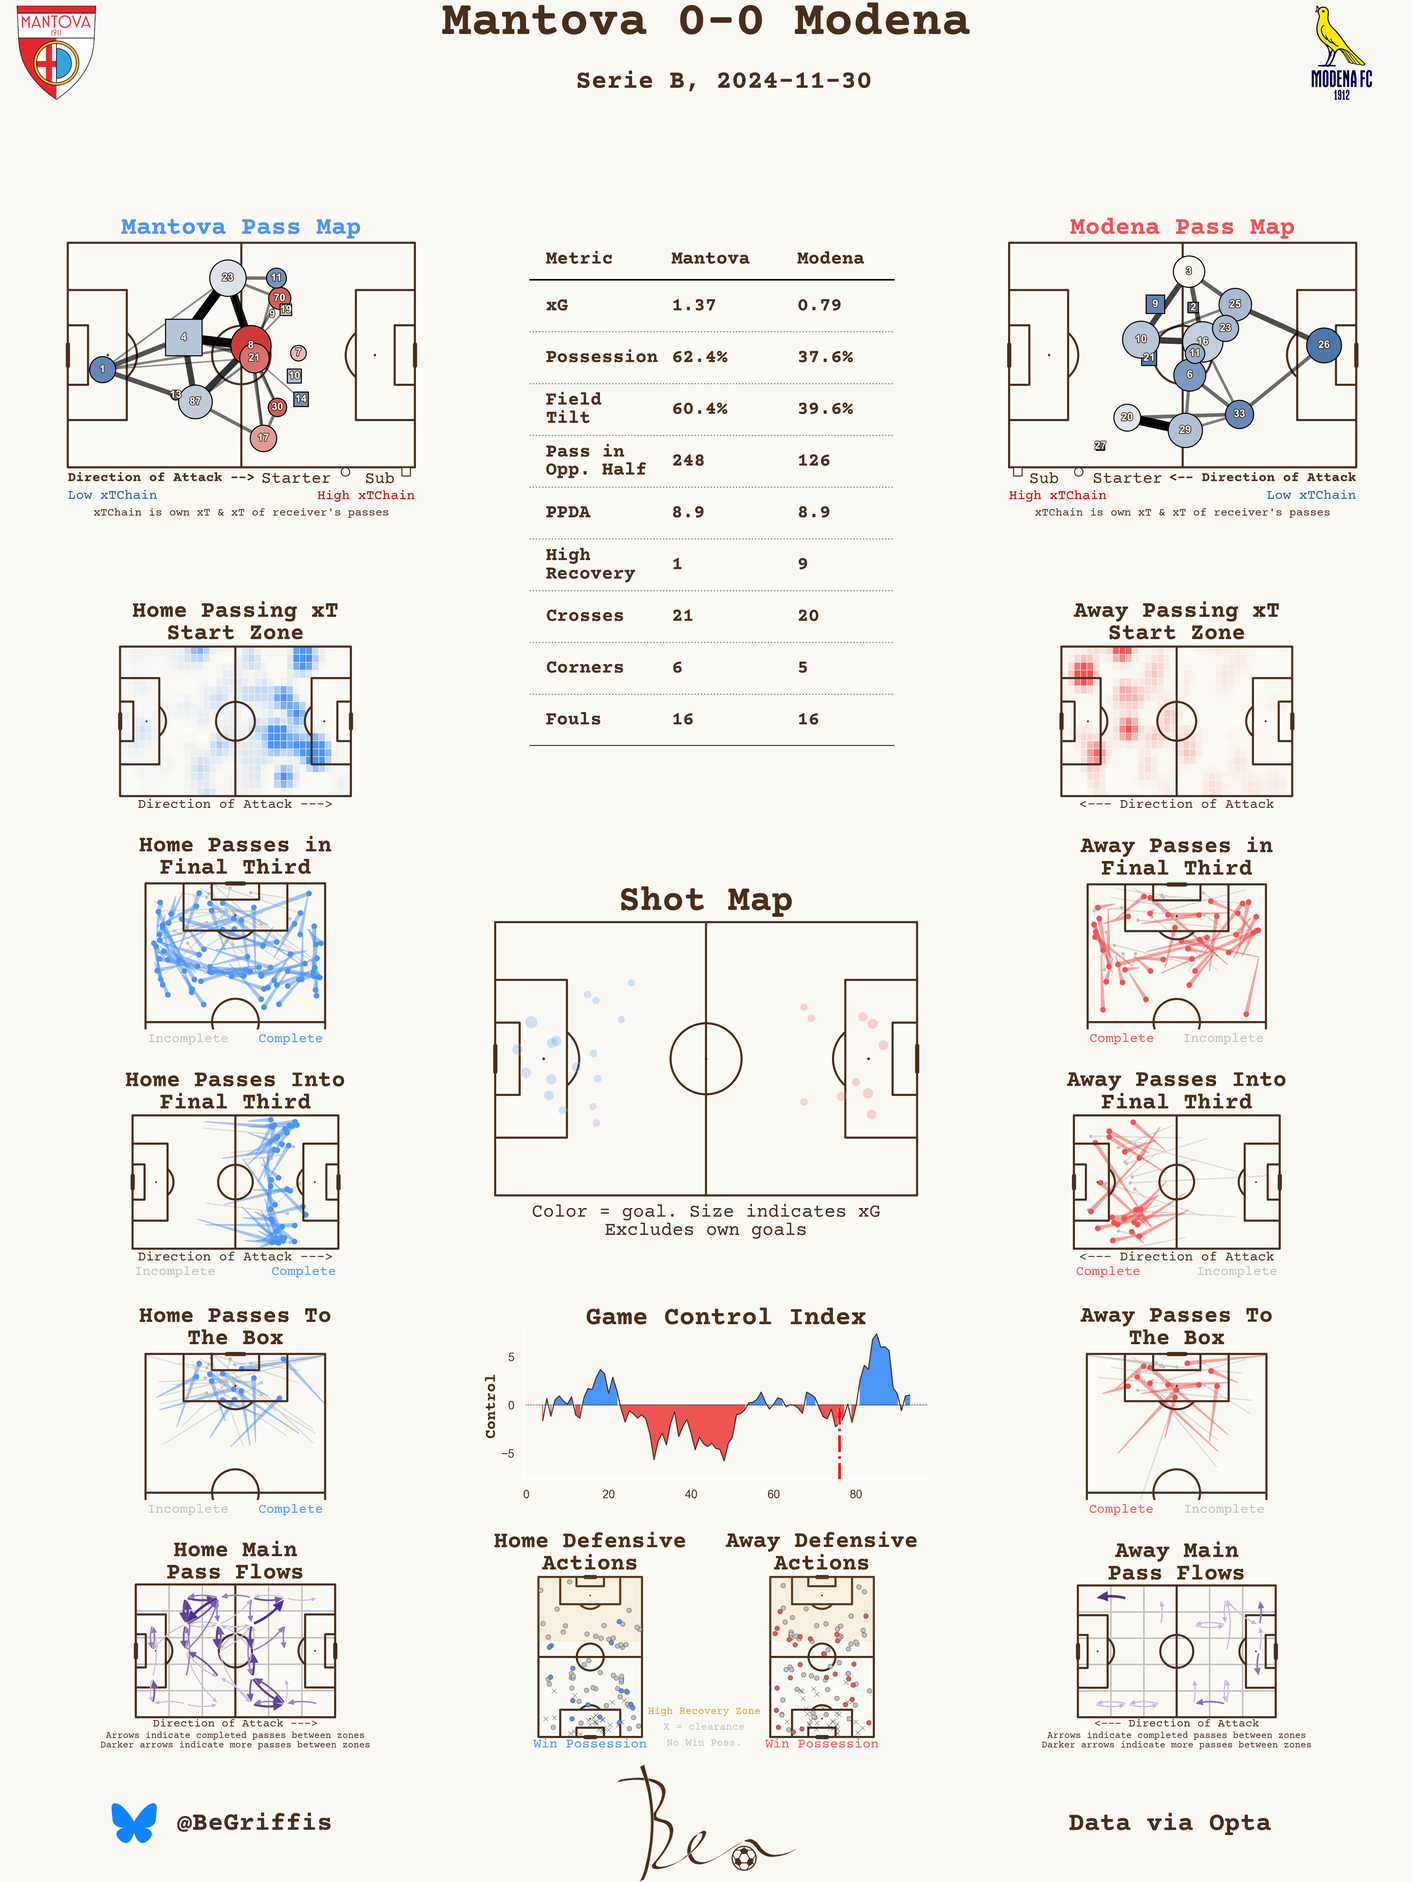 Mantova 0-0 Modena
Serie B, 2024-11-30
MANTOVA
1911
MODENA FC
1912
Mantova Pass Map
23
11
70
9
19
4
8
21
7
1
10
13
87
14
30
17
Direction of Attack --> Starter Sub
Low xTChain High xTChain
xTChain is own xT & xT of receiver's passes
Metric Mantova Modena
xG 1.37 0.79
Possession 62.4% 37.6%
Field
Tilt 60.4% 39.6%
Pass in
Opp. Half 248 126
PPDA 8.9 8.9
High
Recovery 1 9
Crosses 21 20
Corners 6 5
Fouls 16 16
Modena Pass Map
3
9
2
25
23
10
16
26
21
11
6
20
33
29
27
Sub Starter <-- Direction of Attack
High xTChain Low xTChain
xTChain is own xT & xT of receiver's passes
Home Passing xT
Start Zone
Direction of Attack --->
Away Passing xT
Start Zone
<--- Direction of Attack
Home Passes in
Final Third
Incomplete Complete
Away Passes in
Final Third
Complete Incomplete
Shot Map
Color = goal. Size indicates xG
Excludes own goals
Home Passes Into
Final Third
Direction of Attack --->
Incomplete Complete
Away Passes Into
Final Third
<--- Direction of Attack
Complete Incomplete
Home Passes To
The Box
Incomplete Complete
Game Control Index
Control
5
0
−5
0 20 40 60 80
Away Passes To
The Box
Complete Incomplete
Home Main
Pass Flows
Direction of Attack --->
Arrows indicate completed passes between zones
Darker arrows indicate more passes between zones
Home Defensive
Actions
Win Possession
Away Defensive
Actions
Win Possession
High Recovery Zone
X = clearance
No Win Poss.
Away Main
Pass Flows
<--- Direction of Attack
Arrows indicate completed passes between zones
Darker arrows indicate more passes between zones
@BeGriffis
Ben
Data via Opta